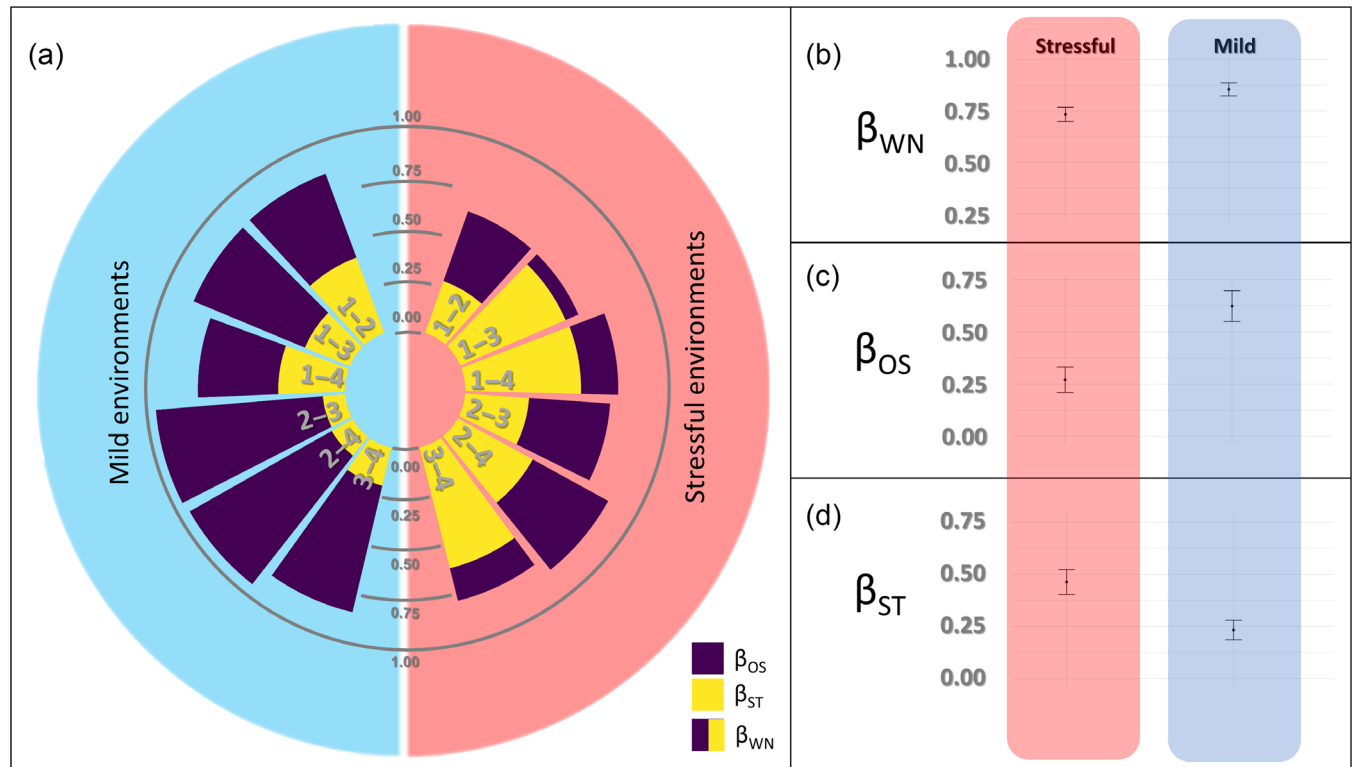 (a)
1.00
0.75
0.50
0.25
0.00
Mild environments
1–2
1–3
1–4
2–3
2–4
3–4
1–2
1–3
1–4
2–3
2–4
3–4
Stressful environments
0.00
0.25
0.50
0.75
1.00
βOS
βST
βWN
(b)
Stressful
Mild
βWN
1.00
0.75
0.50
0.25
(c)
βOS
0.75
0.50
0.25
0.00
(d)
βST
0.75
0.50
0.25
0.00